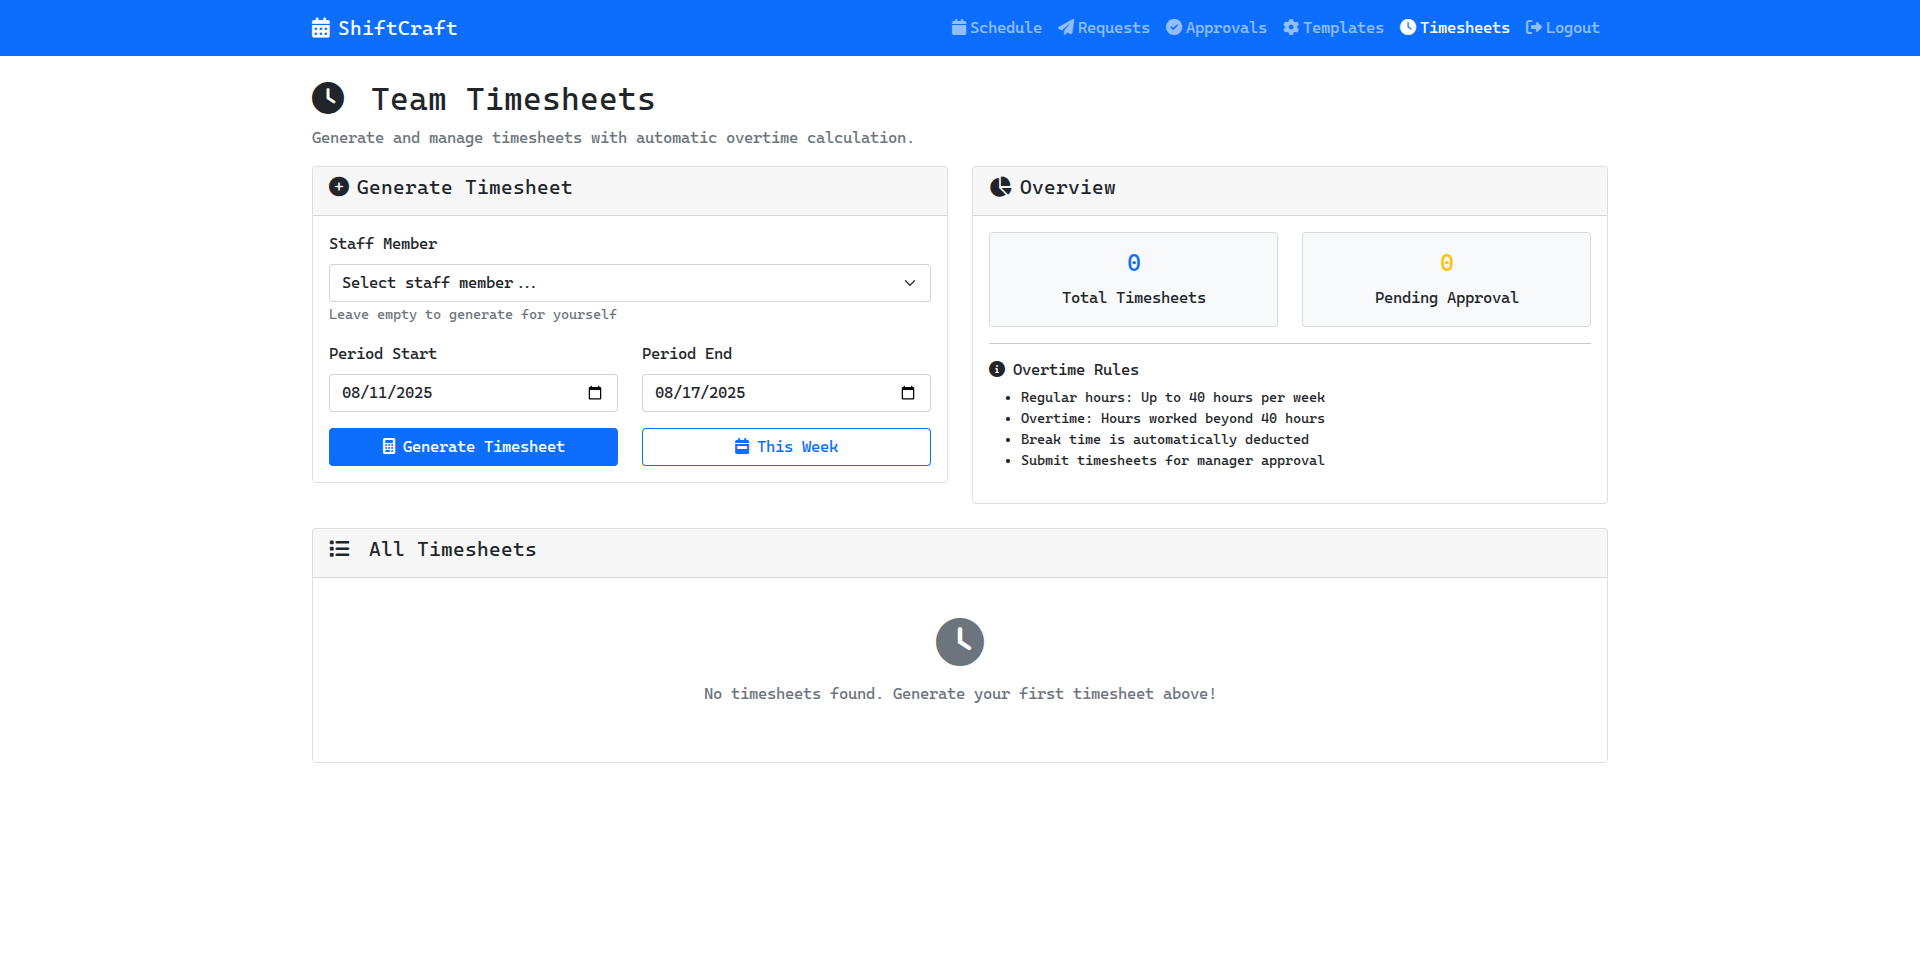 ShiftCraft
Schedule Requests Approvals Templates Timesheets Logout
Team Timesheets
Generate and manage timesheets with automatic overtime calculation.
Generate Timesheet
Staff Member
Select staff member...
Leave empty to generate for yourself
Period Start
08/11/2025
Period End
08/17/2025
Generate Timesheet
This Week
Overview
0
Total Timesheets
0
Pending Approval
Overtime Rules
Regular hours: Up to 40 hours per week
Overtime: Hours worked beyond 40 hours
Break time is automatically deducted
Submit timesheets for manager approval
All Timesheets
No timesheets found. Generate your first timesheet above!